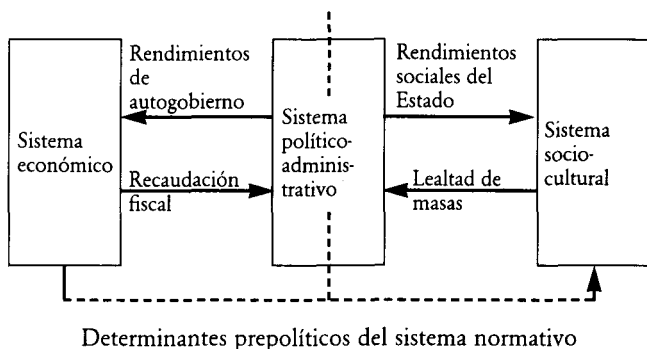 Rendimientos
de
autogobierno
Rendimientos
sociales del
Estado
Sistema
económico
Sistema
político-
adminis-
trativo
Sistema
socio-
cultural
Recaudación
fiscal
Lealtad de
masas
Determinantes prepolíticos del sistema normativo